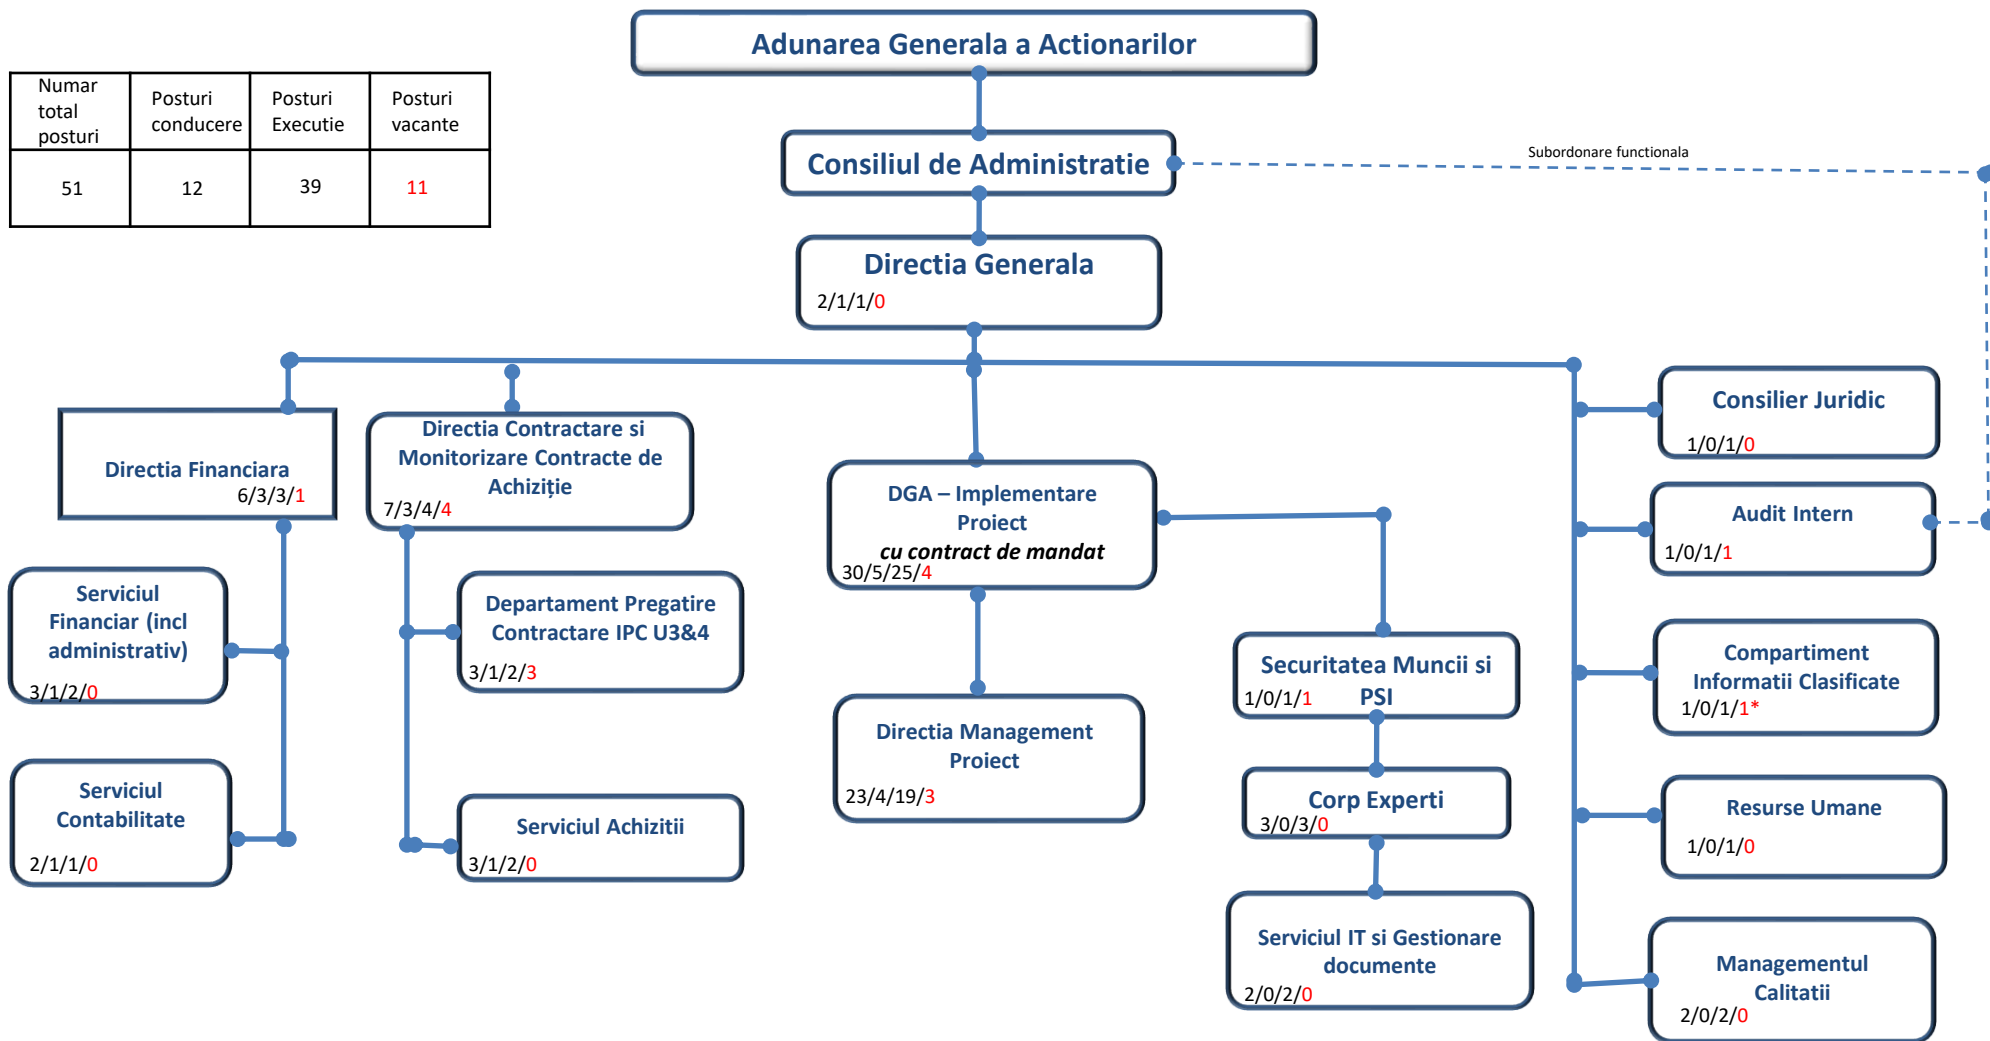 Adunarea Generala a Actionarilor
Numar
total
posturi
Posturi
conducere
Posturi
Executie
Posturi
vacante
51
12
39
11
Consiliul de Administratie
Subordonare functionala
Directia Generala
2/1/1/0
Directia Financiara
6/3/3/1
Directia Contractare si
Monitorizare Contracte de
Achiziție
7/3/4/4
DGA – Implementare
Proiect
cu contract de mandat
30/5/25/4
Consilier Juridic
1/0/1/0
Audit Intern
1/0/1/1
Serviciul
Financiar (incl
administrativ)
3/1/2/0
Departament Pregatire
Contractare IPC U3&4
3/1/2/3
Securitatea Muncii si
PSI
1/0/1/1
Compartiment
Informatii Clasificate
1/0/1/1*
Directia Management
Proiect
23/4/19/3
Serviciul
Contabilitate
2/1/1/0
Serviciul Achizitii
3/1/2/0
Corp Experti
3/0/3/0
Resurse Umane
1/0/1/0
Serviciul IT si Gestionare
documente
2/0/2/0
Managementul
Calitatii
2/0/2/0